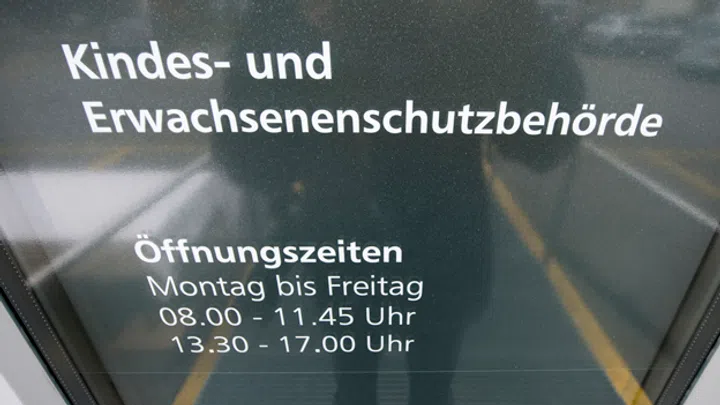 Kindes- und
Erwachsenenschutzbehörde
Öffnungszeiten
Montag bis Freitag
08.00 - 11.45 Uhr
13.30 - 17.00 Uhr